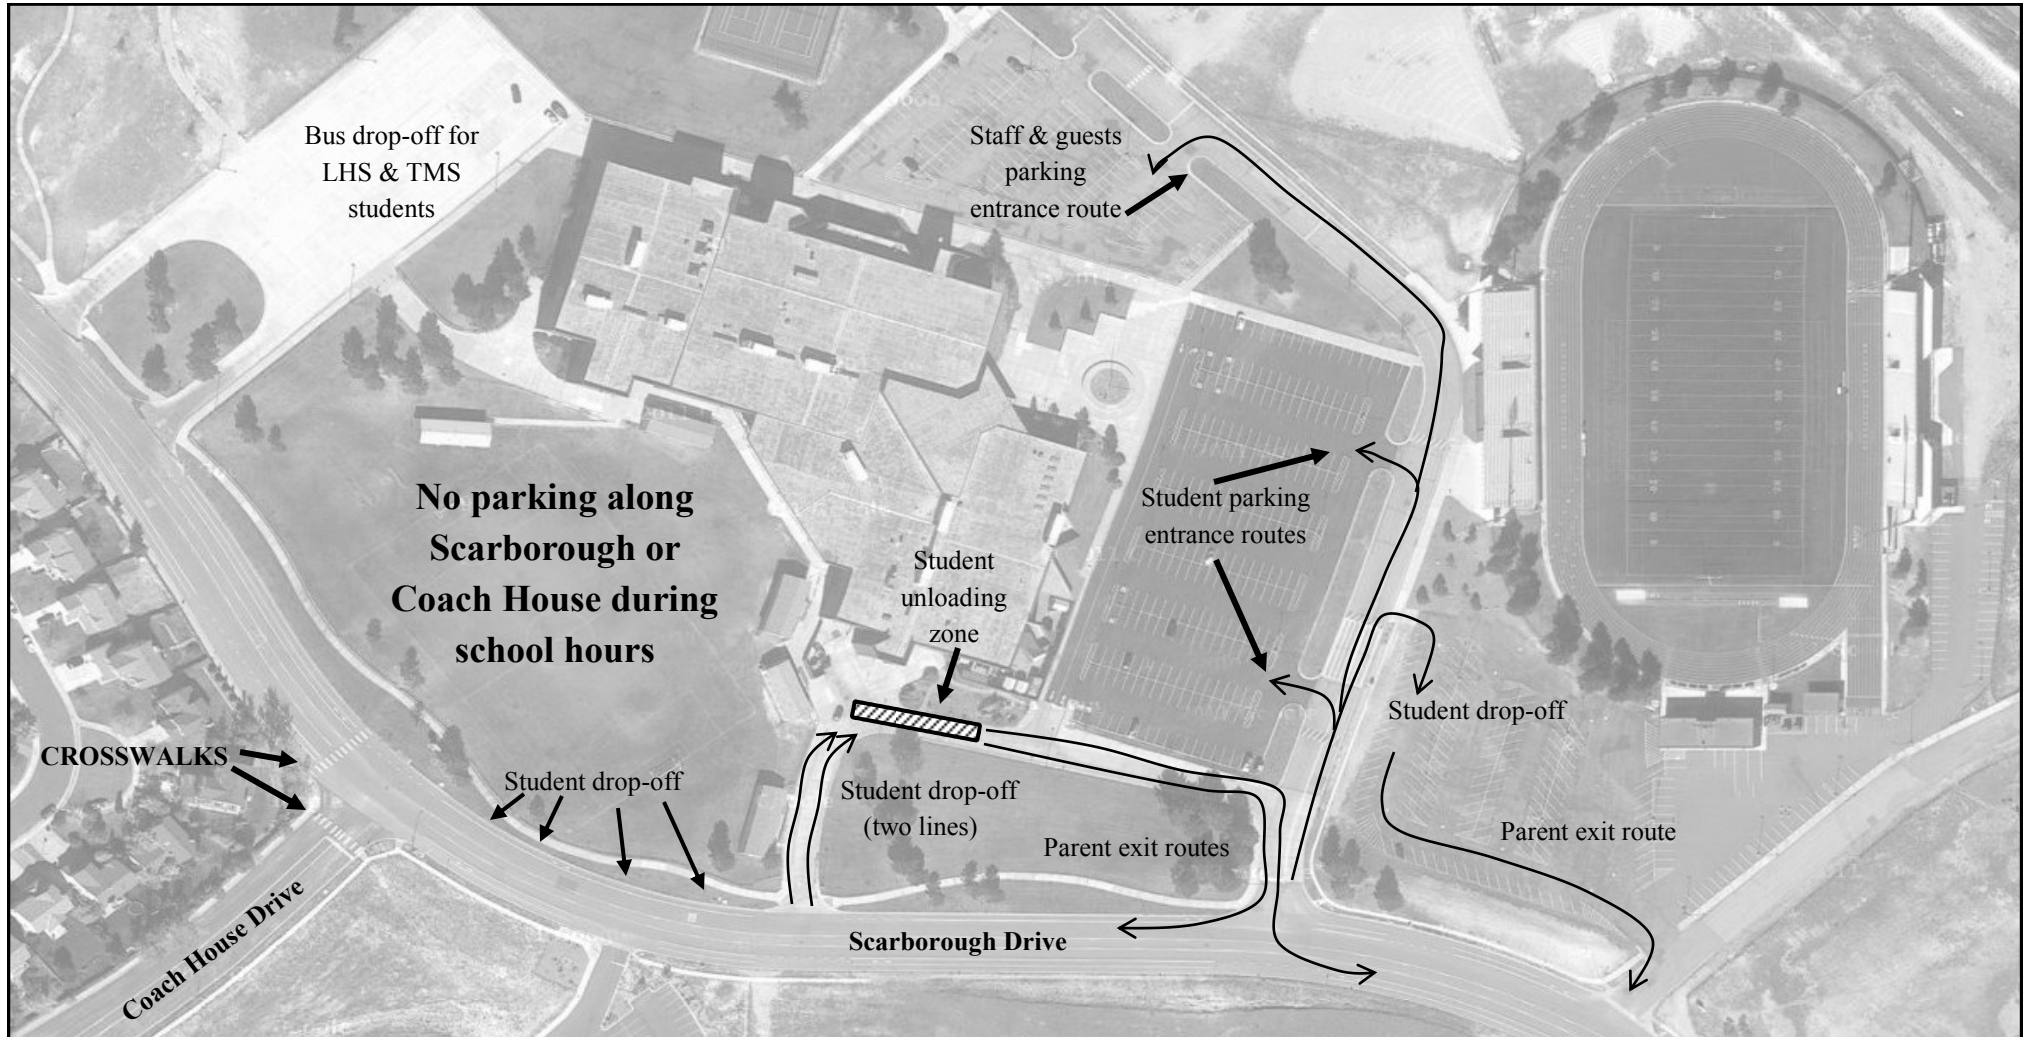 Bus drop-off for
LHS & TMS
students
Staff & guests
parking
entrance route
No parking along
Scarborough or
Coach House during
school hours
Student parking
entrance routes
Student
unloading
zone
Student drop-off
CROSSWALKS
Student drop-off
Student drop-off
(two lines)
Parent exit routes
Parent exit route
Scarborough Drive
Coach House Drive